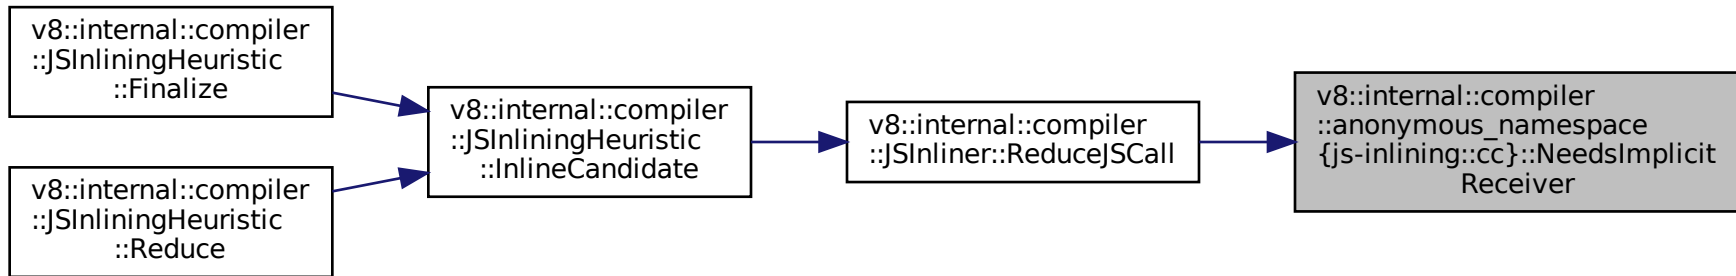 v8::internal::compiler
::JSInliningHeuristic
::Finalize
v8::internal::compiler
::JSInliningHeuristic
::Reduce
v8::internal::compiler
::JSInliningHeuristic
::InlineCandidate
v8::internal::compiler
::JSInliner::ReduceJSCall
v8::internal::compiler
::anonymous_namespace
{js-inlining::cc}::NeedsImplicit
Receiver